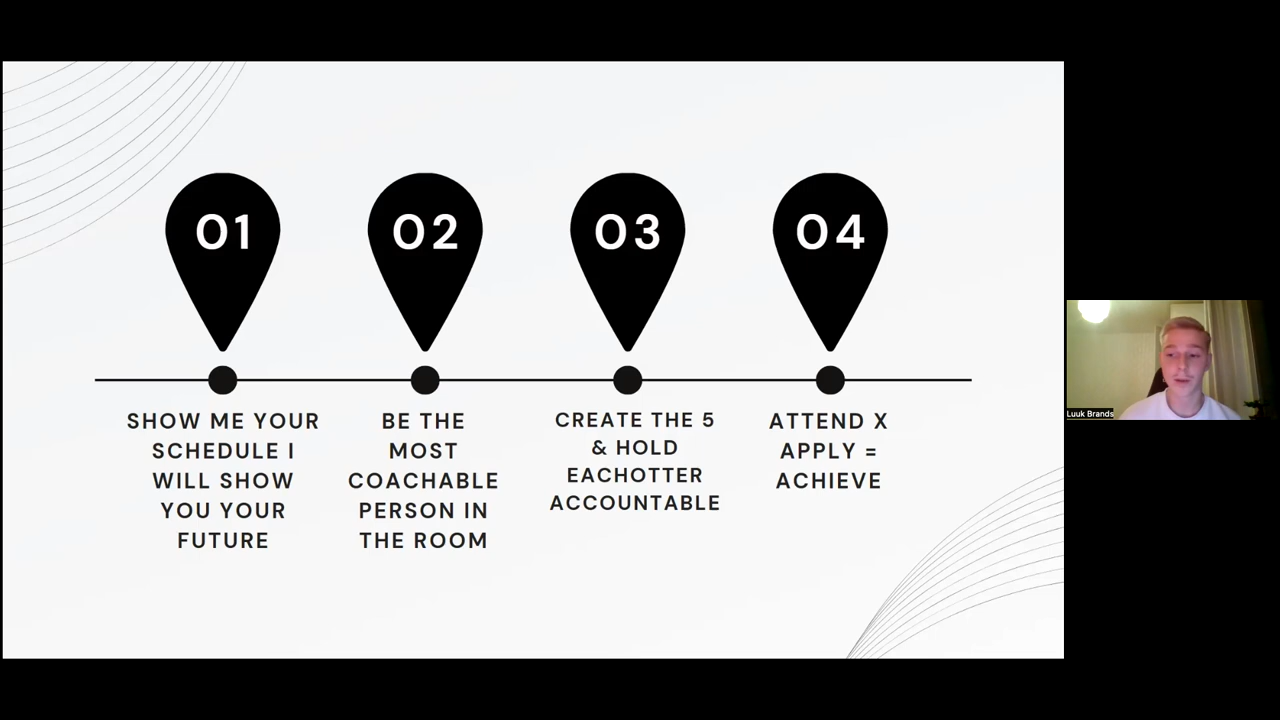 01
02
03
04
SHOW ME YOUR
SCHEDULE I
WILL SHOW
YOU YOUR
FUTURE
BE THE
MOST
COACHABLE
PERSON IN
THE ROOM
CREATE THE 5
& HOLD
EACHOTTER
ACCOUNTABLE
ATTEND X
APPLY =
ACHIEVE
Luuk Brands